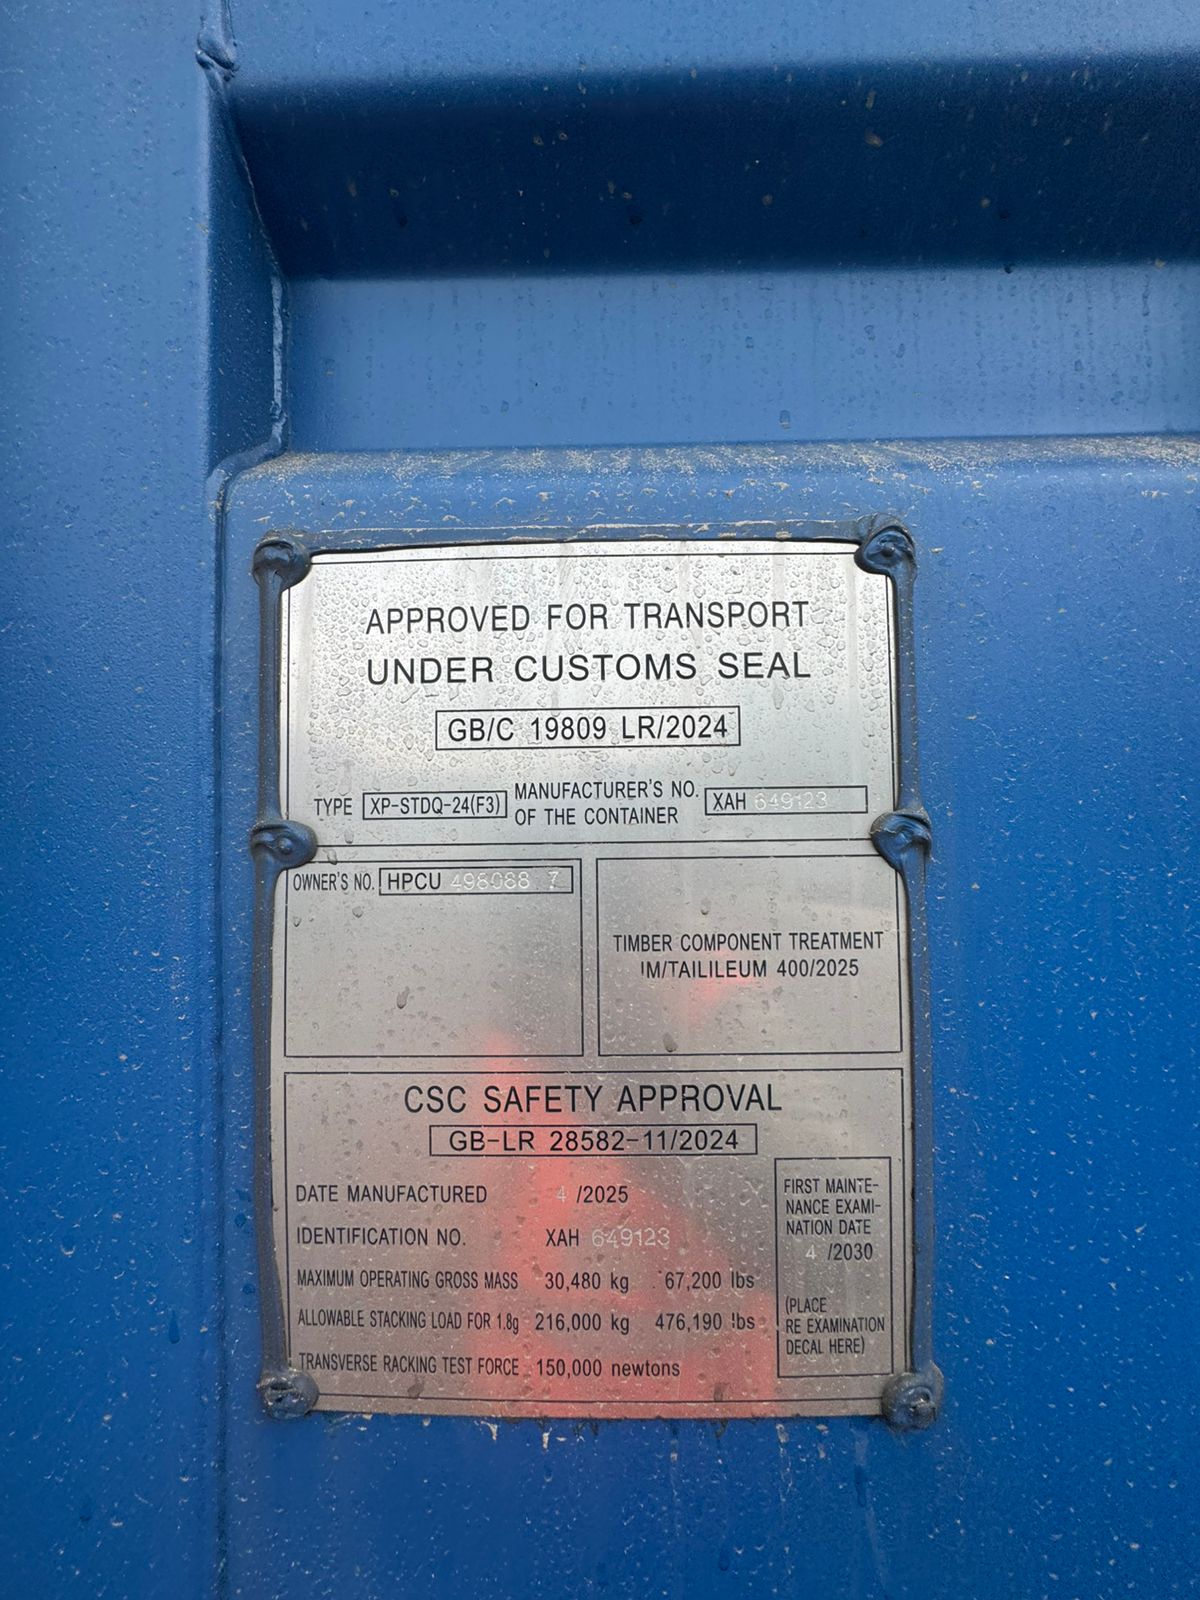 APPROVED FOR TRANSPORT
UNDER CUSTOMS SEAL
GB/C 19809 LR/2024
TYPE XP-STDQ-24(F3) MANUFACTURER'S NO. OF THE CONTAINER XAH 649123
OWNER'S NO. HPCU 498088 7
TIMBER COMPONENT TREATMENT
IM/TAILILEUM 400/2025
CSC SAFETY APPROVAL
GB-LR 28582-11/2024
DATE MANUFACTURED 4 /2025
IDENTIFICATION NO. XAH 649123
MAXIMUM OPERATING GROSS MASS 30,480 kg 67,200 lbs
ALLOWABLE STACKING LOAD FOR 1.8g 216,000 kg 476,190 lbs
TRANSVERSE RACKING TEST FORCE 150,000 newtons
FIRST MAINTE-
NANCE EXAMI-
NATION DATE
4 /2030
(PLACE
RE EXAMINATION
DECAL HERE)